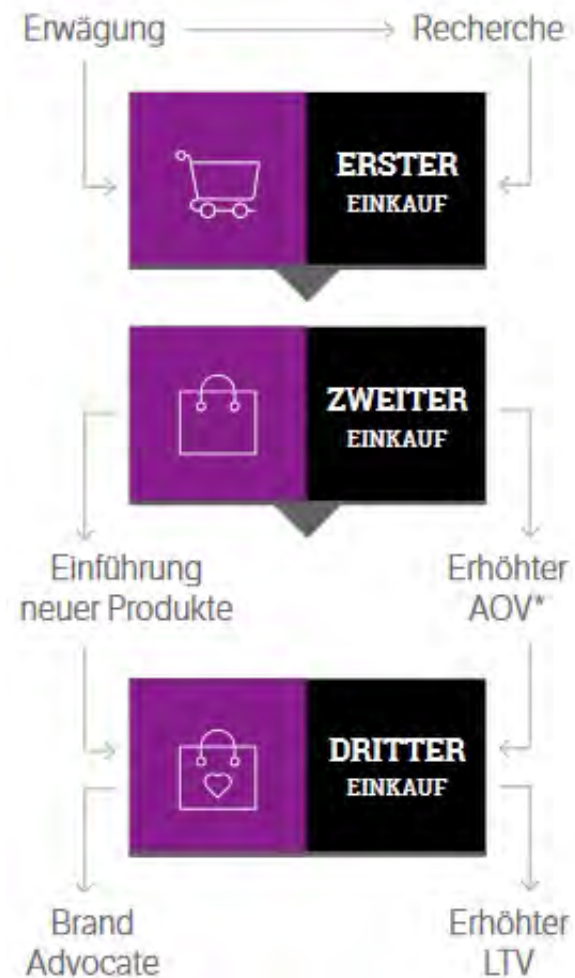 Erwägung Recherche
ERSTER
EINKAUF
ZWEITER
EINKAUF
Einführung
neuer Produkte
Erhöhter
AOV*
DRITTER
EINKAUF
Brand
Advocate
Erhöhter
LTV